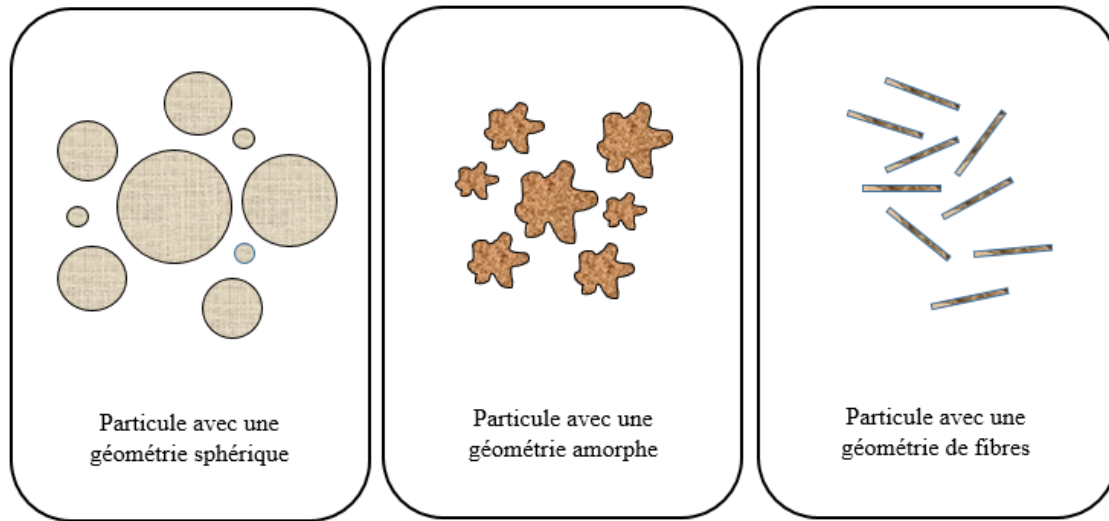 Particule avec une
géométrie sphérique
Particule avec une
géométrie amorphe
Particule avec une
géométrie de fibres